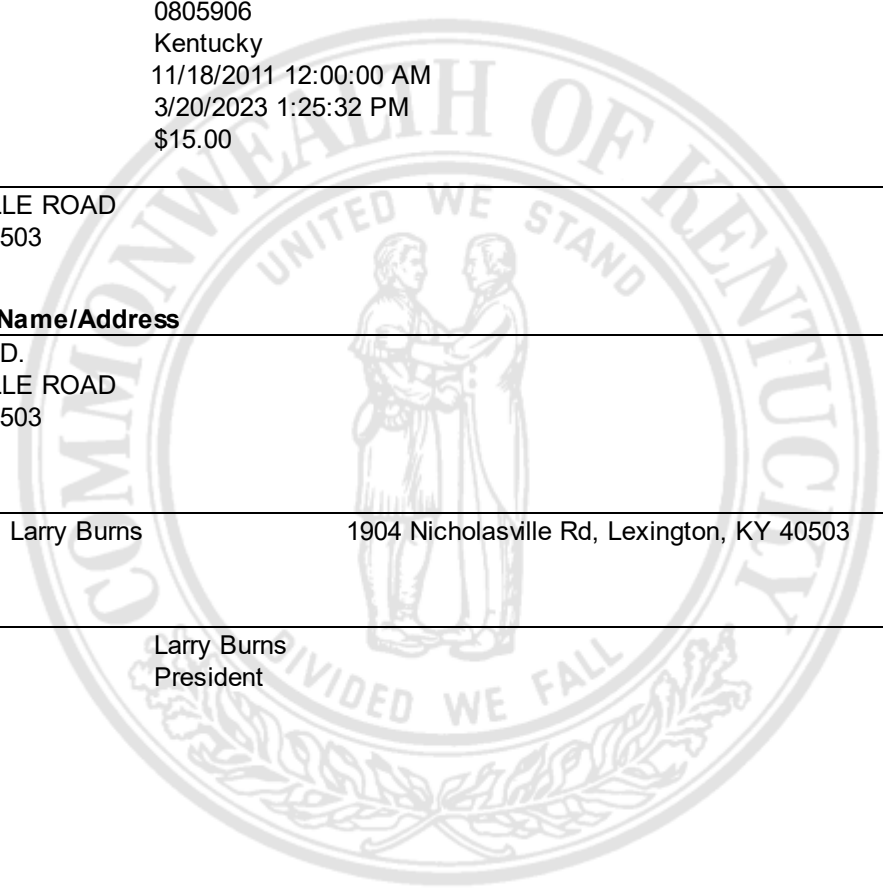 0805906
Kentucky
11/18/2011 12:00:00 AM
3/20/2023 1:25:32 PM
$15.00
LLE ROAD
503
Name/Address
D.
LLE ROAD
503
Larry Burns 1904 Nicholasville Rd, Lexington, KY 40503
Larry Burns
President
COMMONWEALTH OF KENTUCKY
UNITED WE STAND
DIVIDED WE FALL